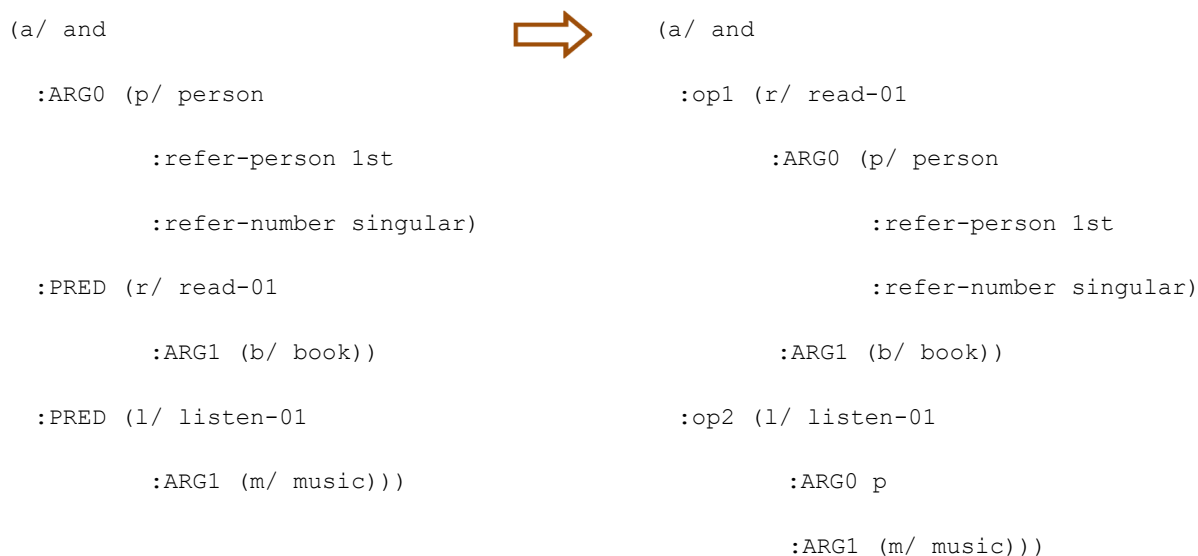 (a/ and
:ARG0 (p/ person
:refer-person 1st
:refer-number singular)
:PRED (r/ read-01
:ARG1 (b/ book))
:PRED (l/ listen-01
:ARG1 (m/ music)))
(a/ and
:op1 (r/ read-01
:ARG0 (p/ person
:refer-person 1st
:refer-number singular)
:ARG1 (b/ book))
:op2 (l/ listen-01
:ARG0 p
:ARG1 (m/ music)))